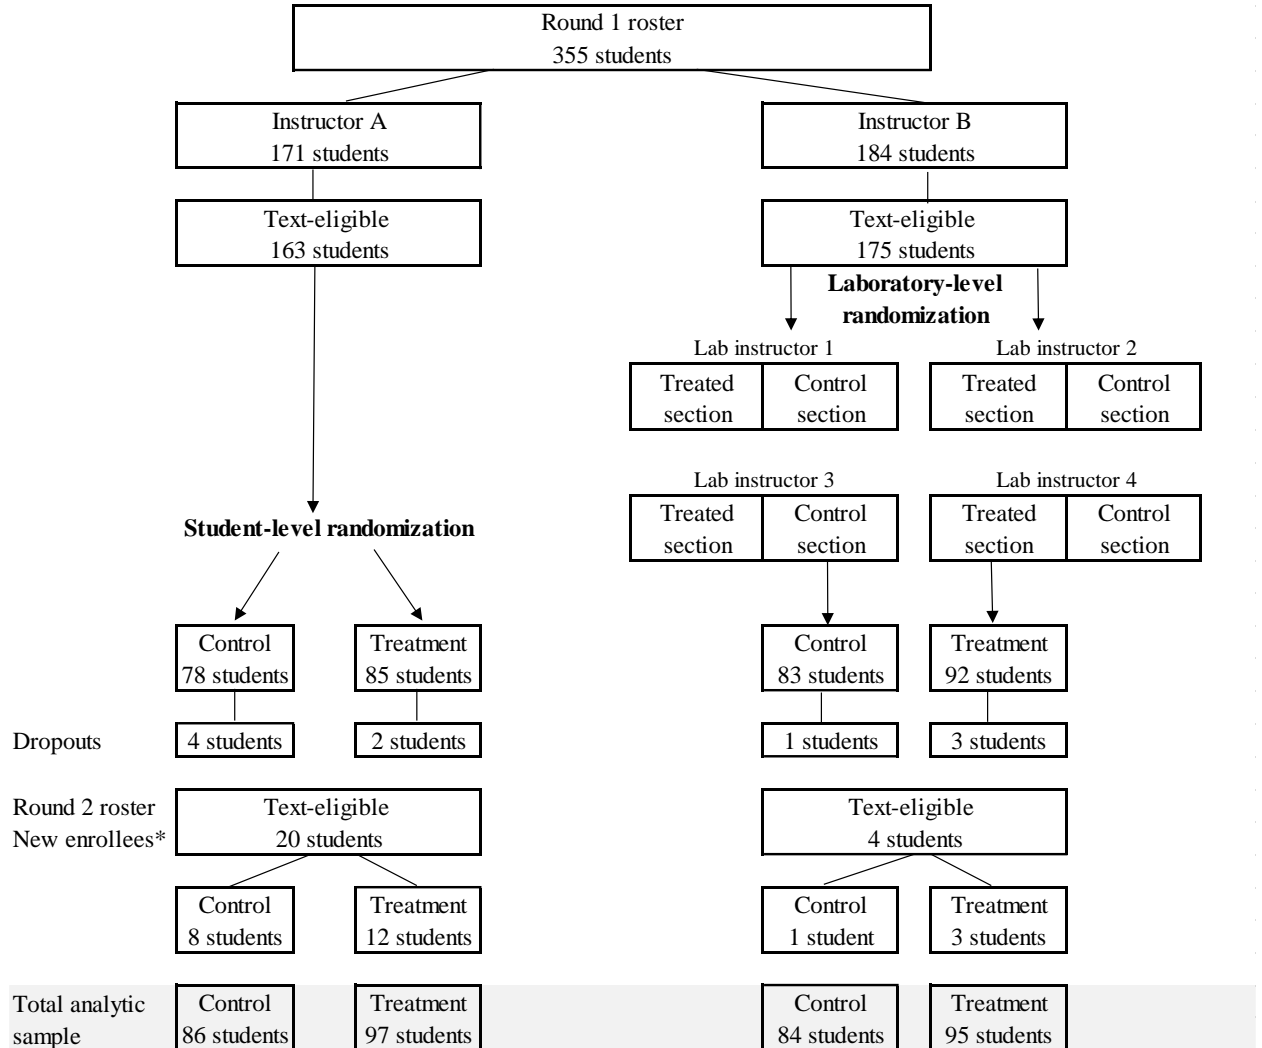 Round 1 roster
355 students
Instructor A
171 students
Instructor B
184 students
Text-eligible
163 students
Text-eligible
175 students
Laboratory-level
randomization
Lab instructor 1
Lab instructor 2
Treated
section
Control
section
Treated
section
Control
section
Lab instructor 3
Lab instructor 4
Treated
section
Control
section
Treated
section
Control
section
Student-level randomization
Control
78 students
Treatment
85 students
Control
83 students
Treatment
92 students
Dropouts
4 students
2 students
1 students
3 students
Round 2 roster
New enrollees*
Text-eligible
20 students
Text-eligible
4 students
Control
8 students
Treatment
12 students
Control
1 student
Treatment
3 students
Total analytic
sample
Control
86 students
Treatment
97 students
Control
84 students
Treatment
95 students